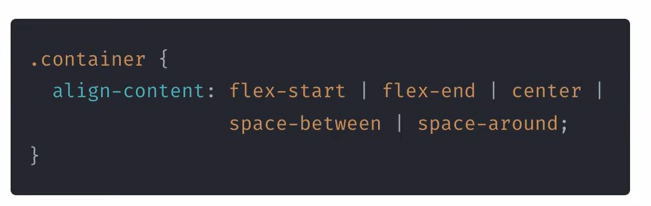 .container {
align-content: flex-start | flex-end | center |
space-between | space-around;
}